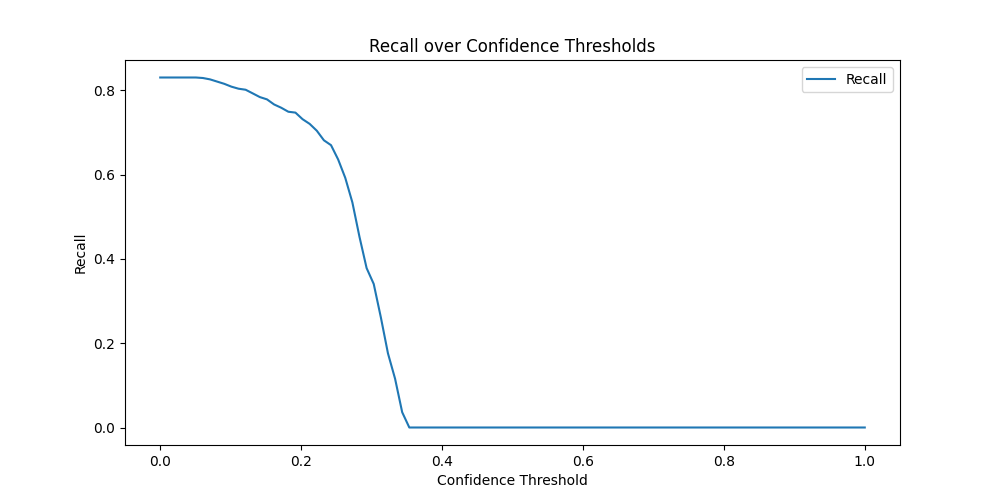 Recall over Confidence Thresholds
Recall
0.8
0.6
0.4
0.2
0.0
Recall
0.0 0.2 0.4 0.6 0.8 1.0
Confidence Threshold